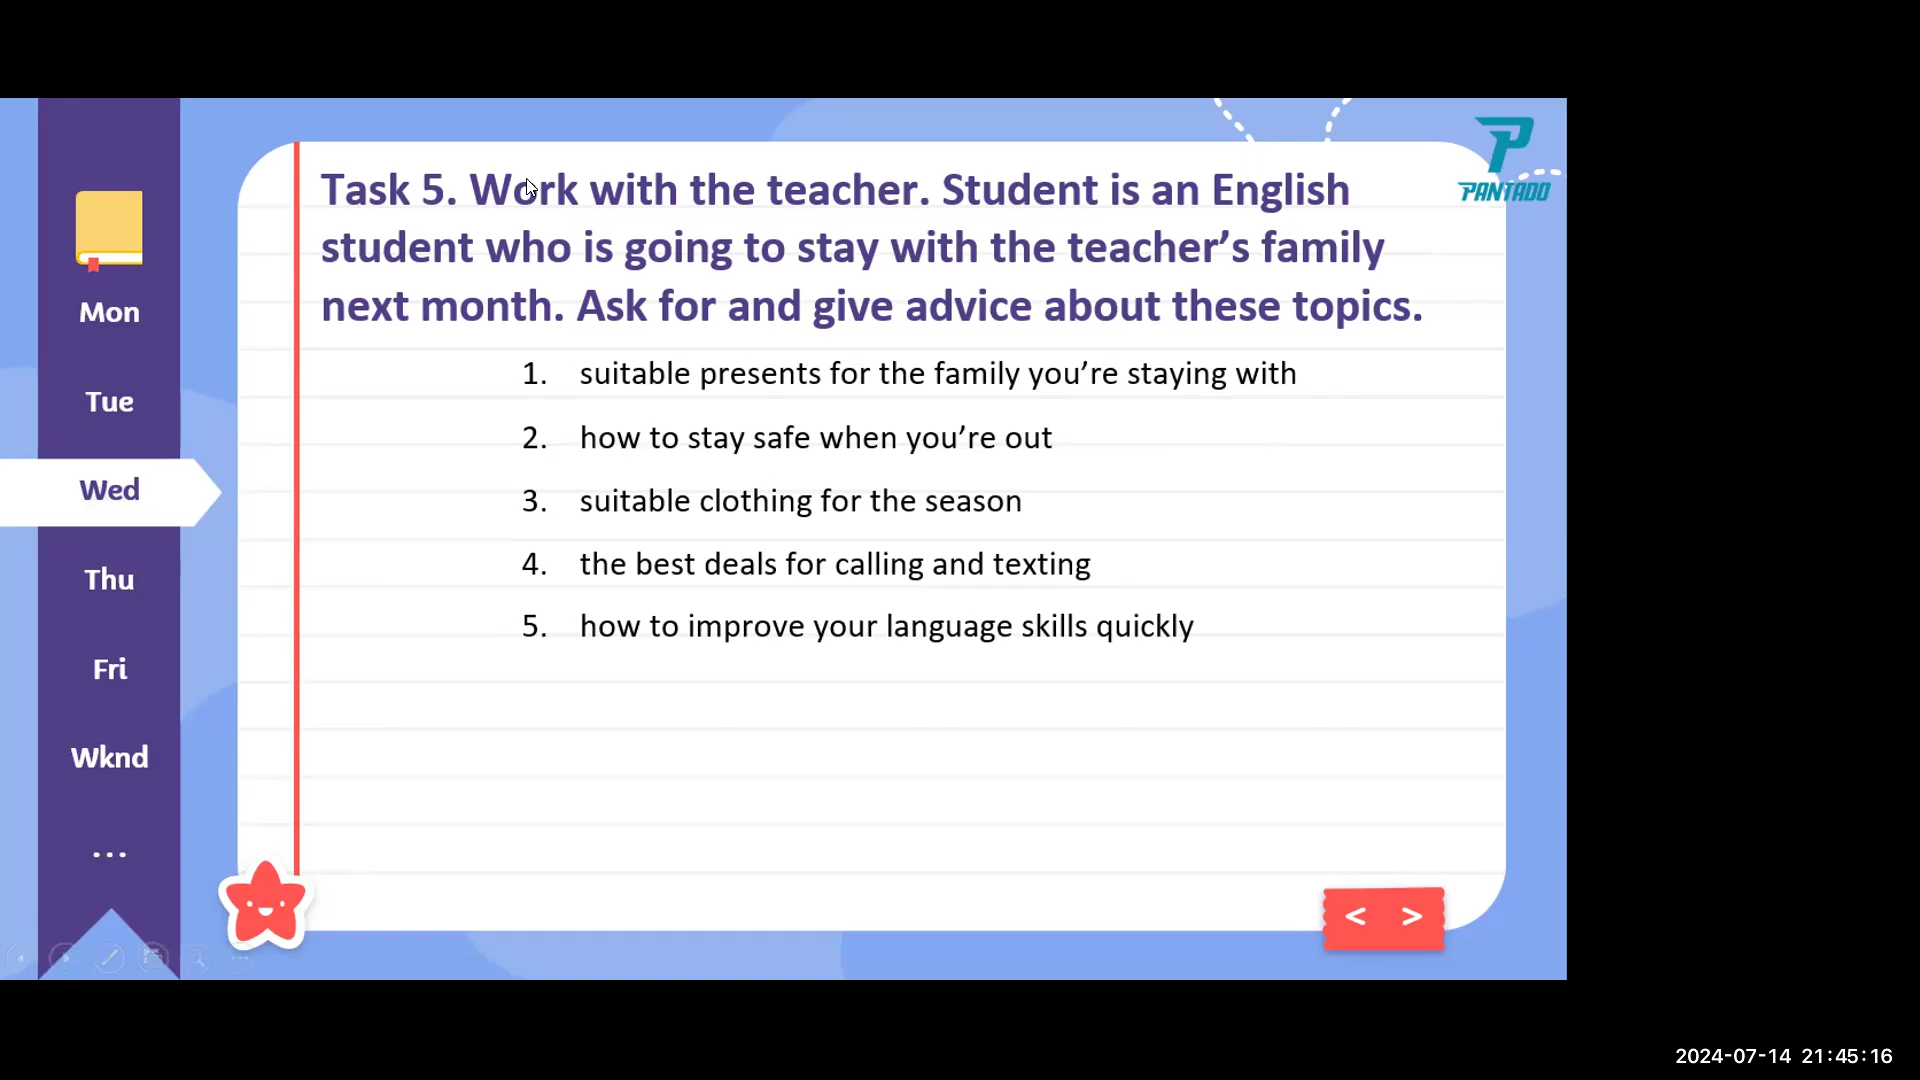 PANTADO
Task 5. Work with the teacher. Student is an English
student who is going to stay with the teacher’s family
next month. Ask for and give advice about these topics.
Mon
Tue
Wed
Thu
Fri
Wknd
...
1. suitable presents for the family you’re staying with
2. how to stay safe when you’re out
3. suitable clothing for the season
4. the best deals for calling and texting
5. how to improve your language skills quickly
< >
2024-07-14 21:45:16